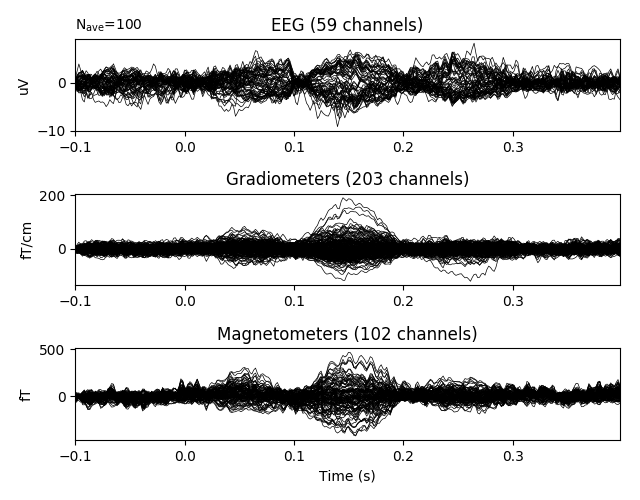 N_ave=100
EEG (59 channels)
0
−10
uV
−0.1 0.0 0.1 0.2 0.3
Gradiometers (203 channels)
200
0
fT/cm
−0.1 0.0 0.1 0.2 0.3
Magnetometers (102 channels)
500
0
fT
−0.1 0.0 0.1 0.2 0.3
Time (s)